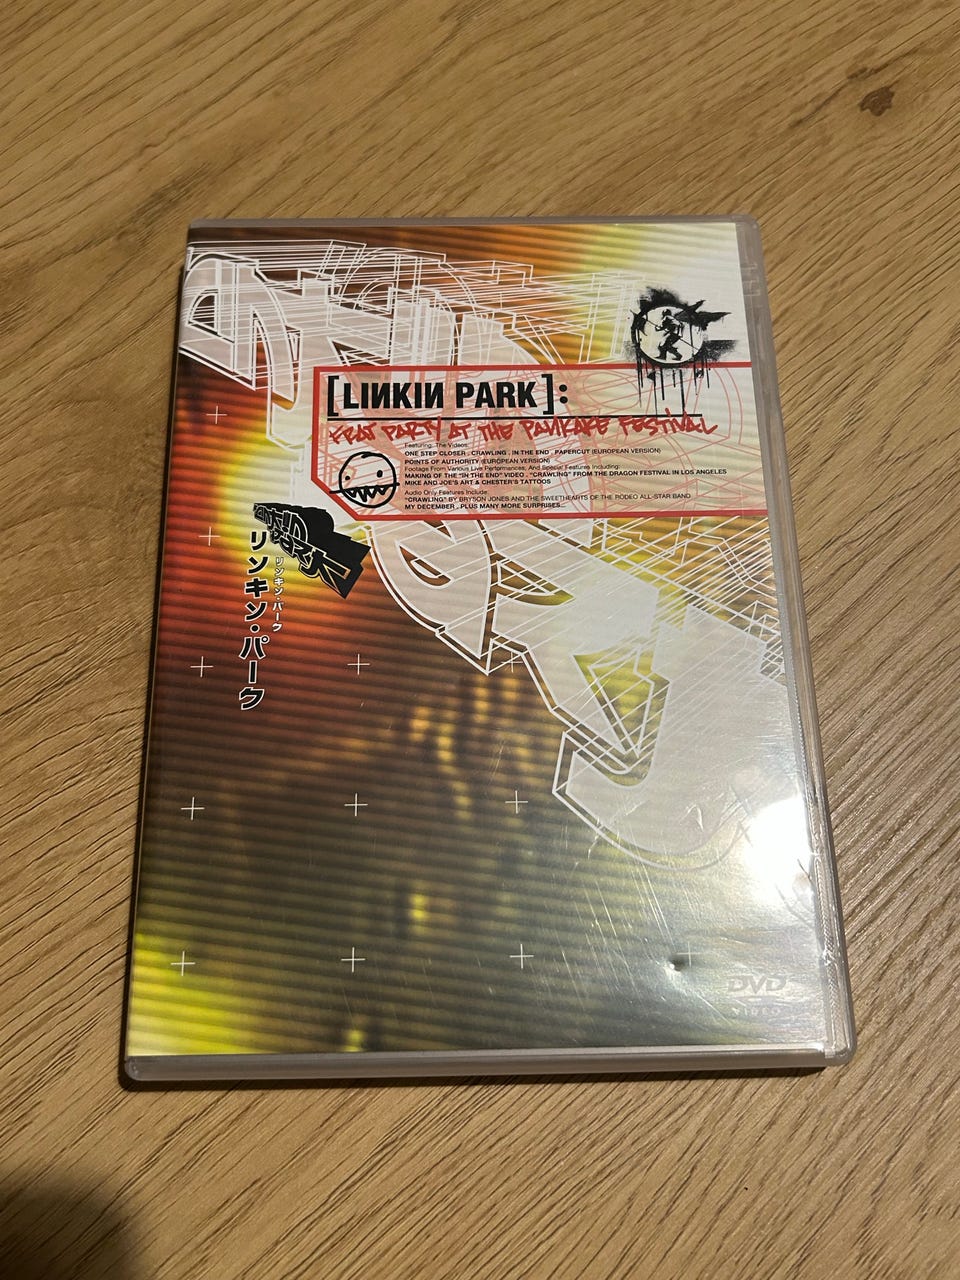 [LINKIN PARK]:
FRAT PARTY AT THE PANKAKE FESTIVAL
Featuring: The Videos:
ONE STEP CLOSER . CRAWLING . IN THE END . PAPERCUT (EUROPEAN VERSION)
POINTS OF AUTHORITY (EUROPEAN VERSION)
Footage From Various Live Performances, And Special Features Including:
MAKING OF THE "IN THE END" VIDEO . "CRAWLING" FROM THE DRAGON FESTIVAL IN LOS ANGELES
MIKE AND JOE'S ART & CHESTER'S TATTOOS
Audio Only Features Include:
"CRAWLING" BY BRYSON JONES AND THE SWEETHEARTS OF THE RODEO ALL-STAR BAND
MY DECEMBER . PLUS MANY MORE SURPRISES...
リンキン・パーク
リンキン・パーク
DVD
VIDEO